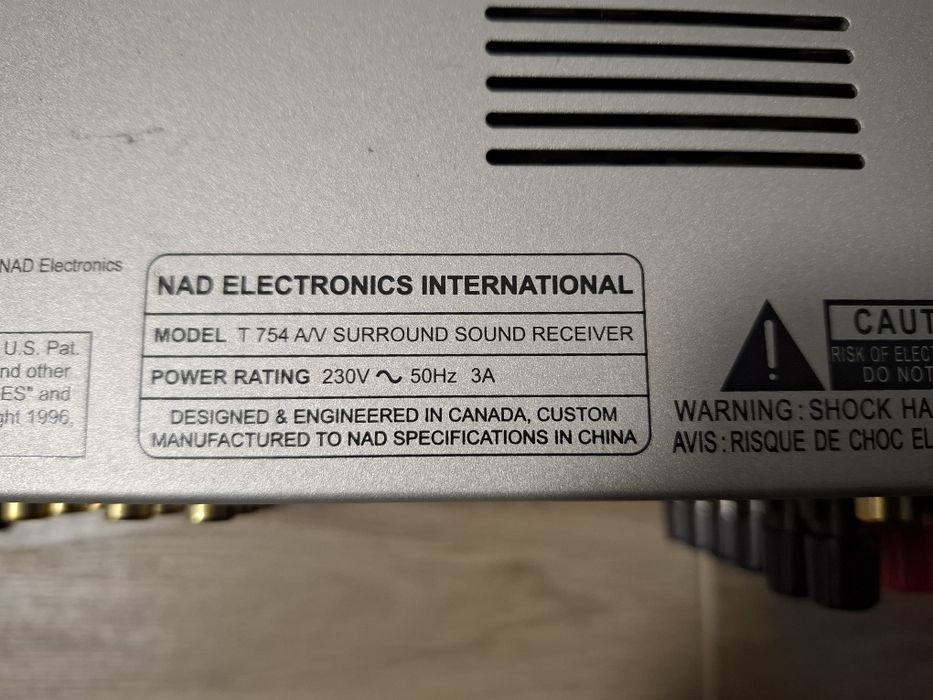 NAD Electronics
U.S. Pat.
and other
ES" and
1996,
NAD ELECTRONICS INTERNATIONAL
MODEL T 754 A/V SURROUND SOUND RECEIVER
POWER RATING 230V ~ 50Hz 3A
DESIGNED & ENGINEERED IN CANADA, CUSTOM
MANUFACTURED TO NAD SPECIFICATIONS IN CHINA
!
CAUT
RISK OF ELECT
DO NOT
WARNING : SHOCK HA
AVIS : RISQUE DE CHOC EL